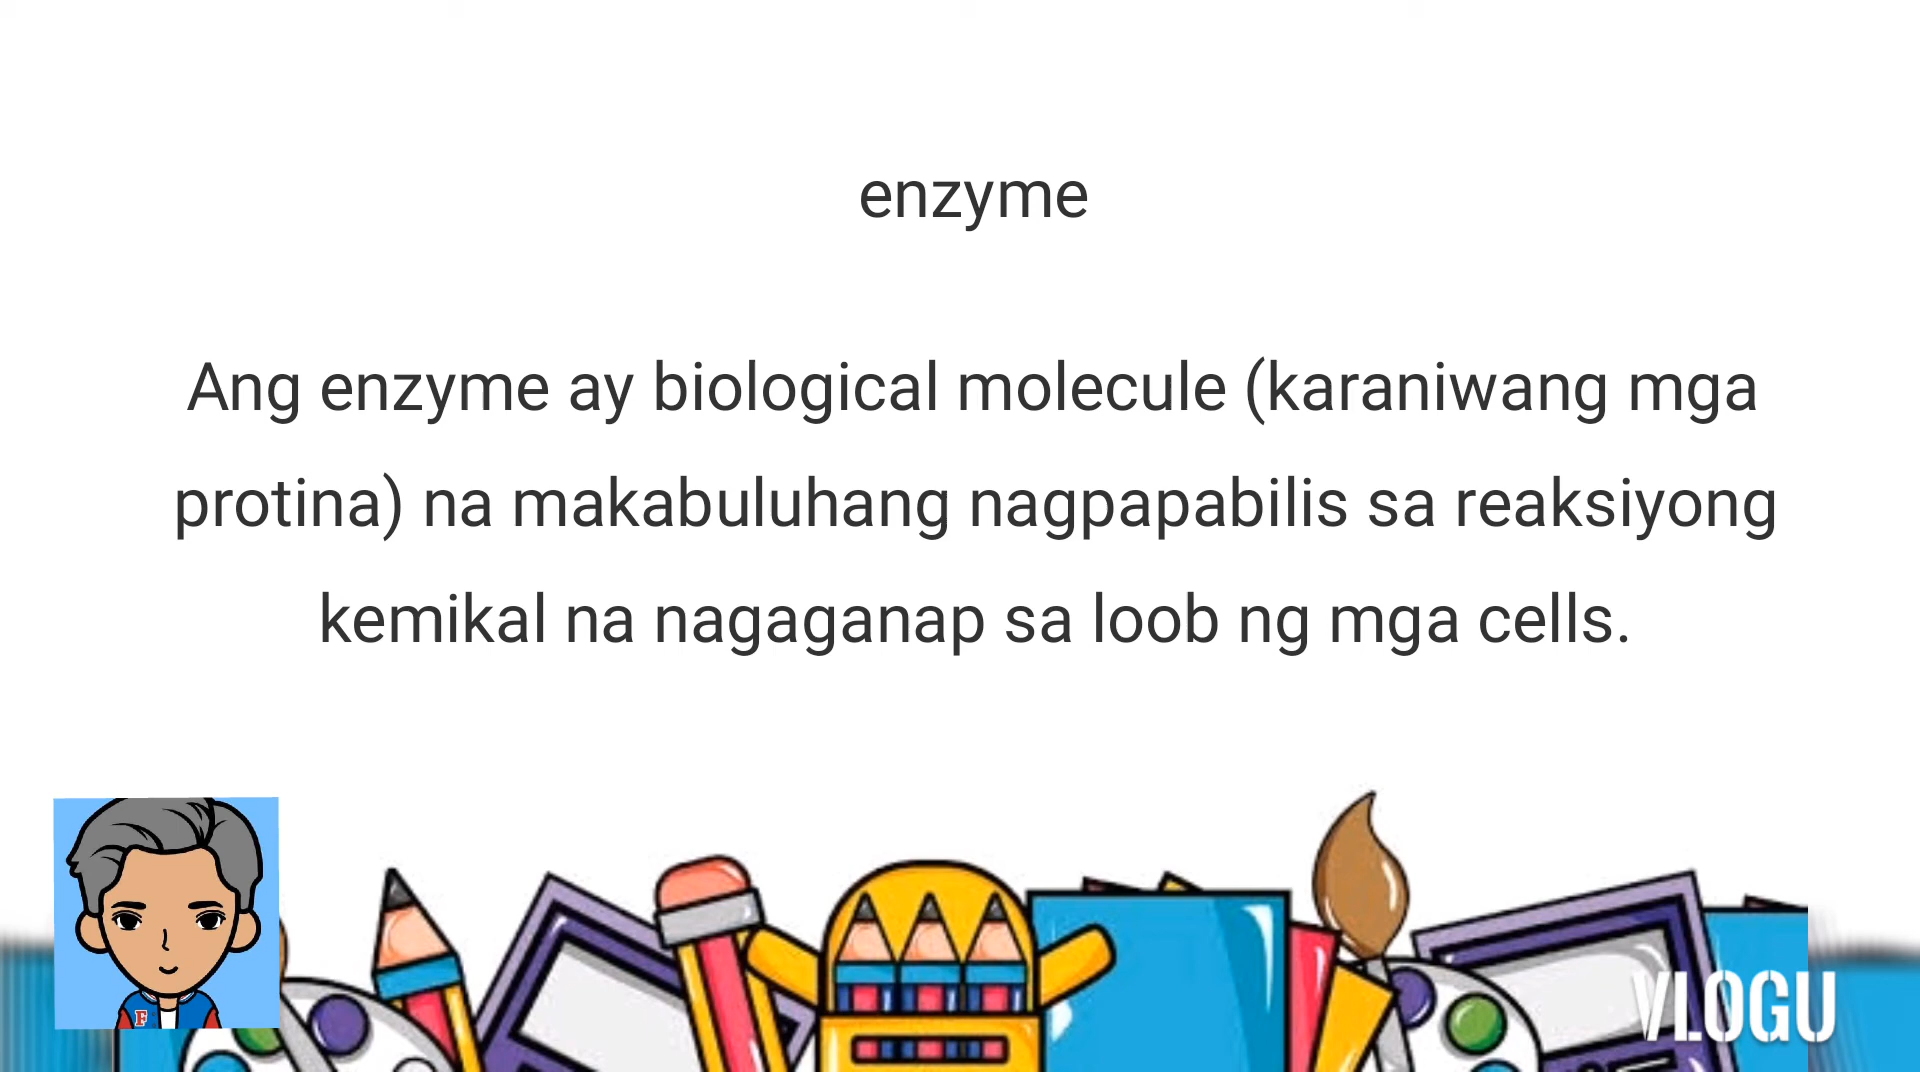 enzyme
Ang enzyme ay biological molecule (karaniwang mga
protina) na makabuluhang nagpapabilis sa reaksiyong
kemikal na nagaganap sa loob ng mga cells.
F
VLOGU